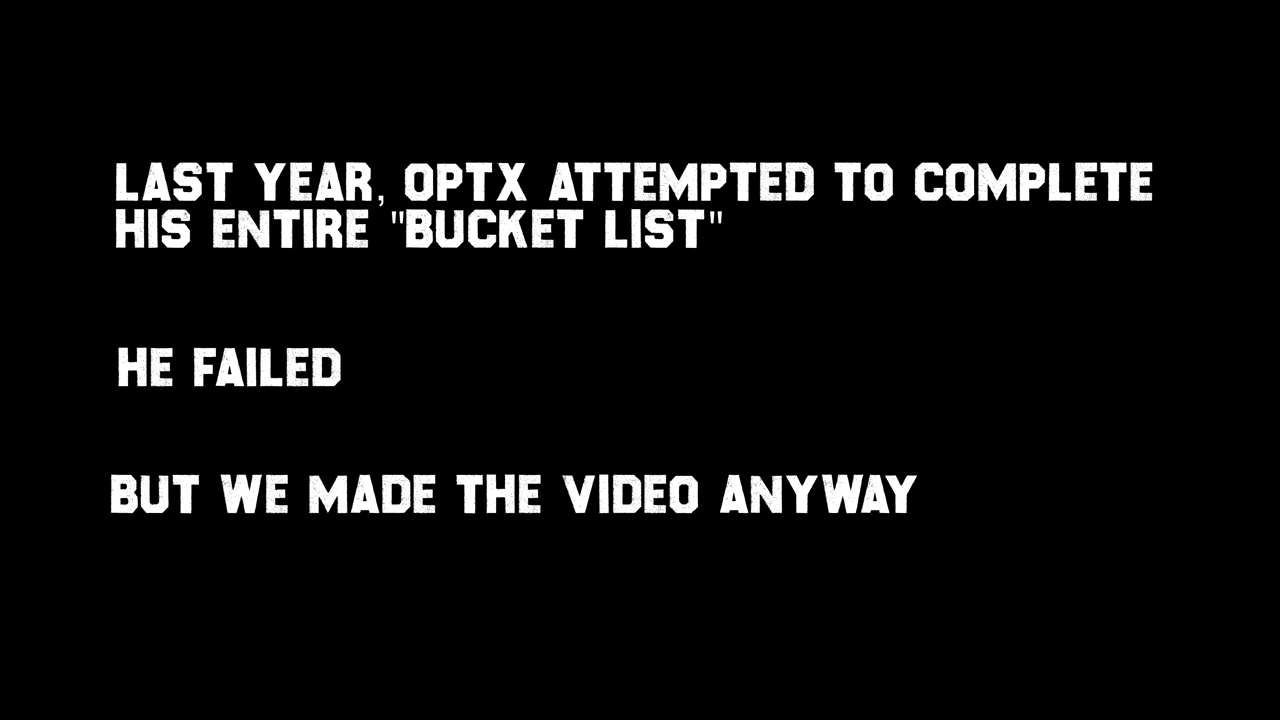 LAST YEAR, OPTX ATTEMPTED TO COMPLETE
HIS ENTIRE "BUCKET LIST"
HE FAILED
BUT WE MADE THE VIDEO ANYWAY